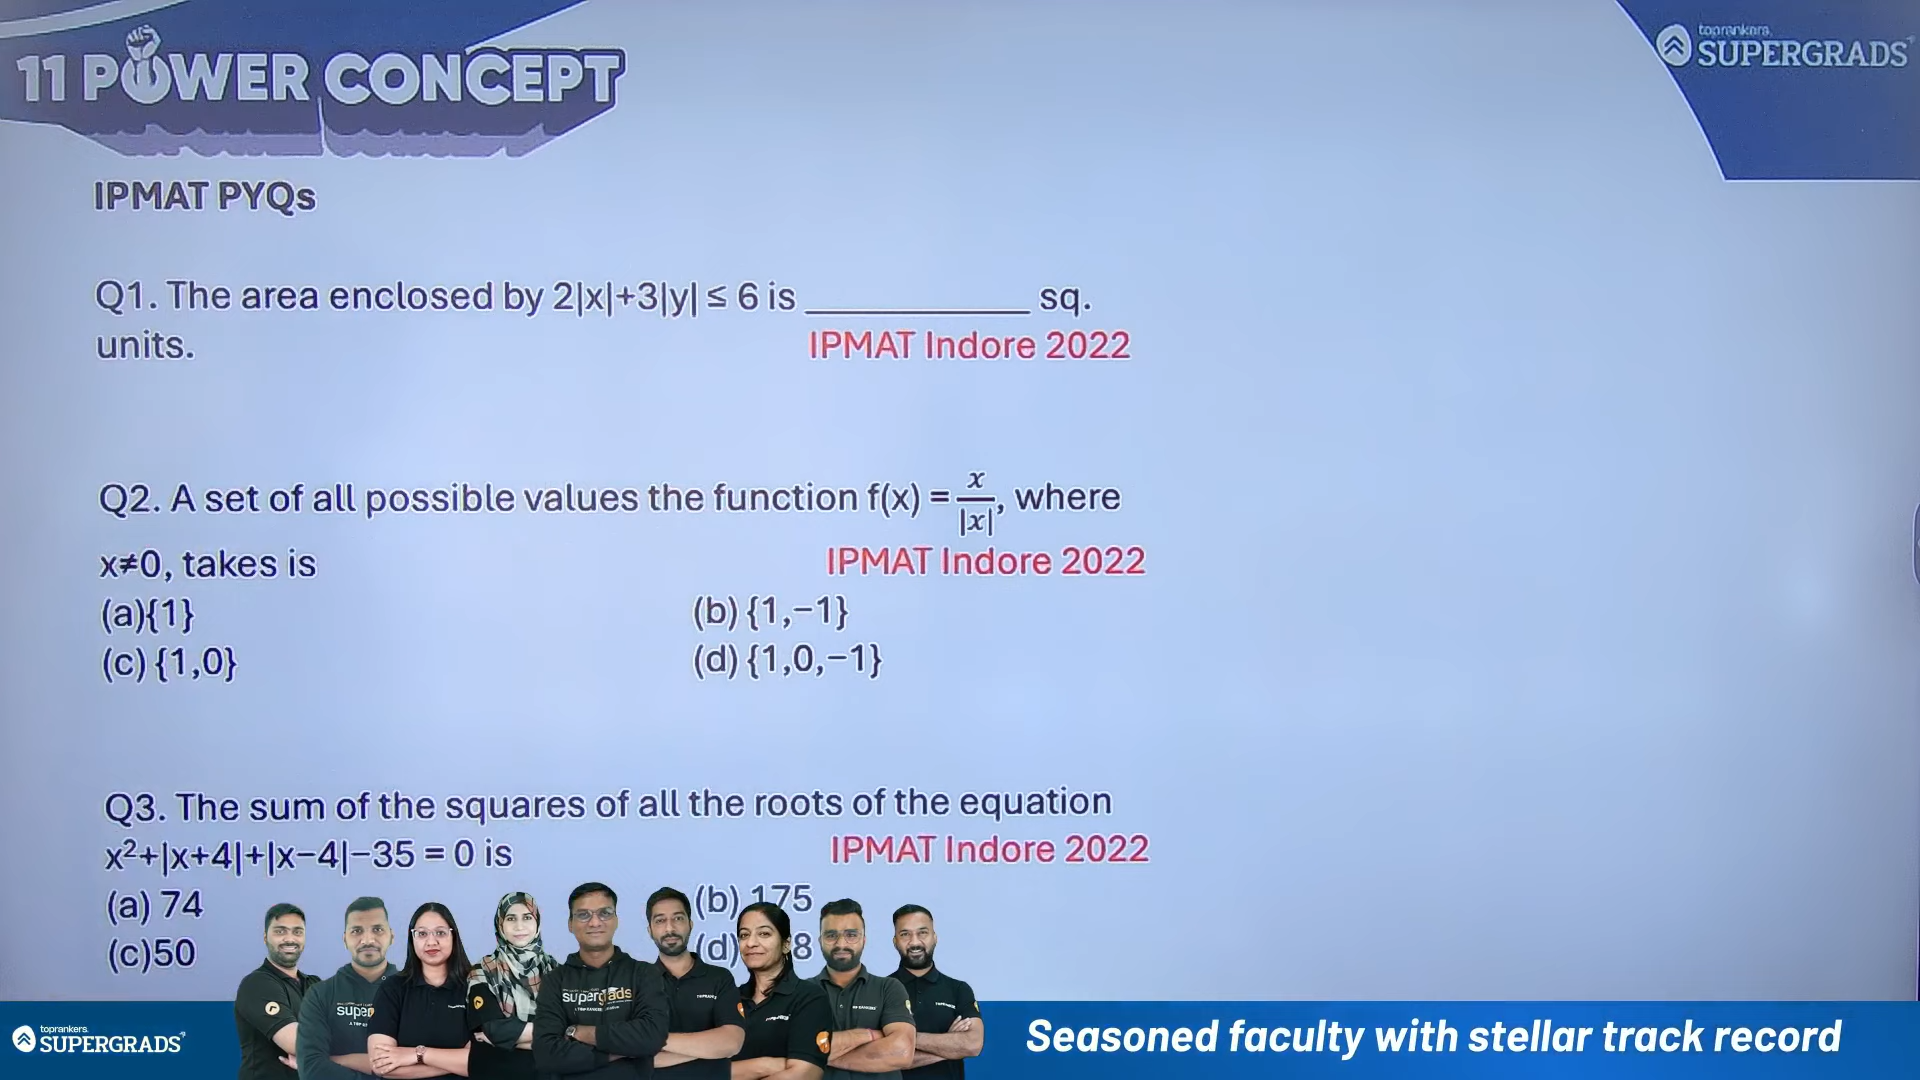 11 POWER CONCEPT
toprankers
SUPERGRADS
IPMAT PYQs
Q1. The area enclosed by 2|x|+3|y| ≤ 6 is ____________ sq.
units. IPMAT Indore 2022
Q2. A set of all possible values the function f(x) = x/|x|, where
x≠0, takes is IPMAT Indore 2022
(a){1} (b) {1,−1}
(c) {1,0} (d) {1,0,−1}
Q3. The sum of the squares of all the roots of the equation
x²+|x+4|+|x−4|−35 = 0 is IPMAT Indore 2022
(a) 74 (b) 175
(c)50 (d) 8
supergrads
super
toprankers
SUPERGRADS
Seasoned faculty with stellar track record